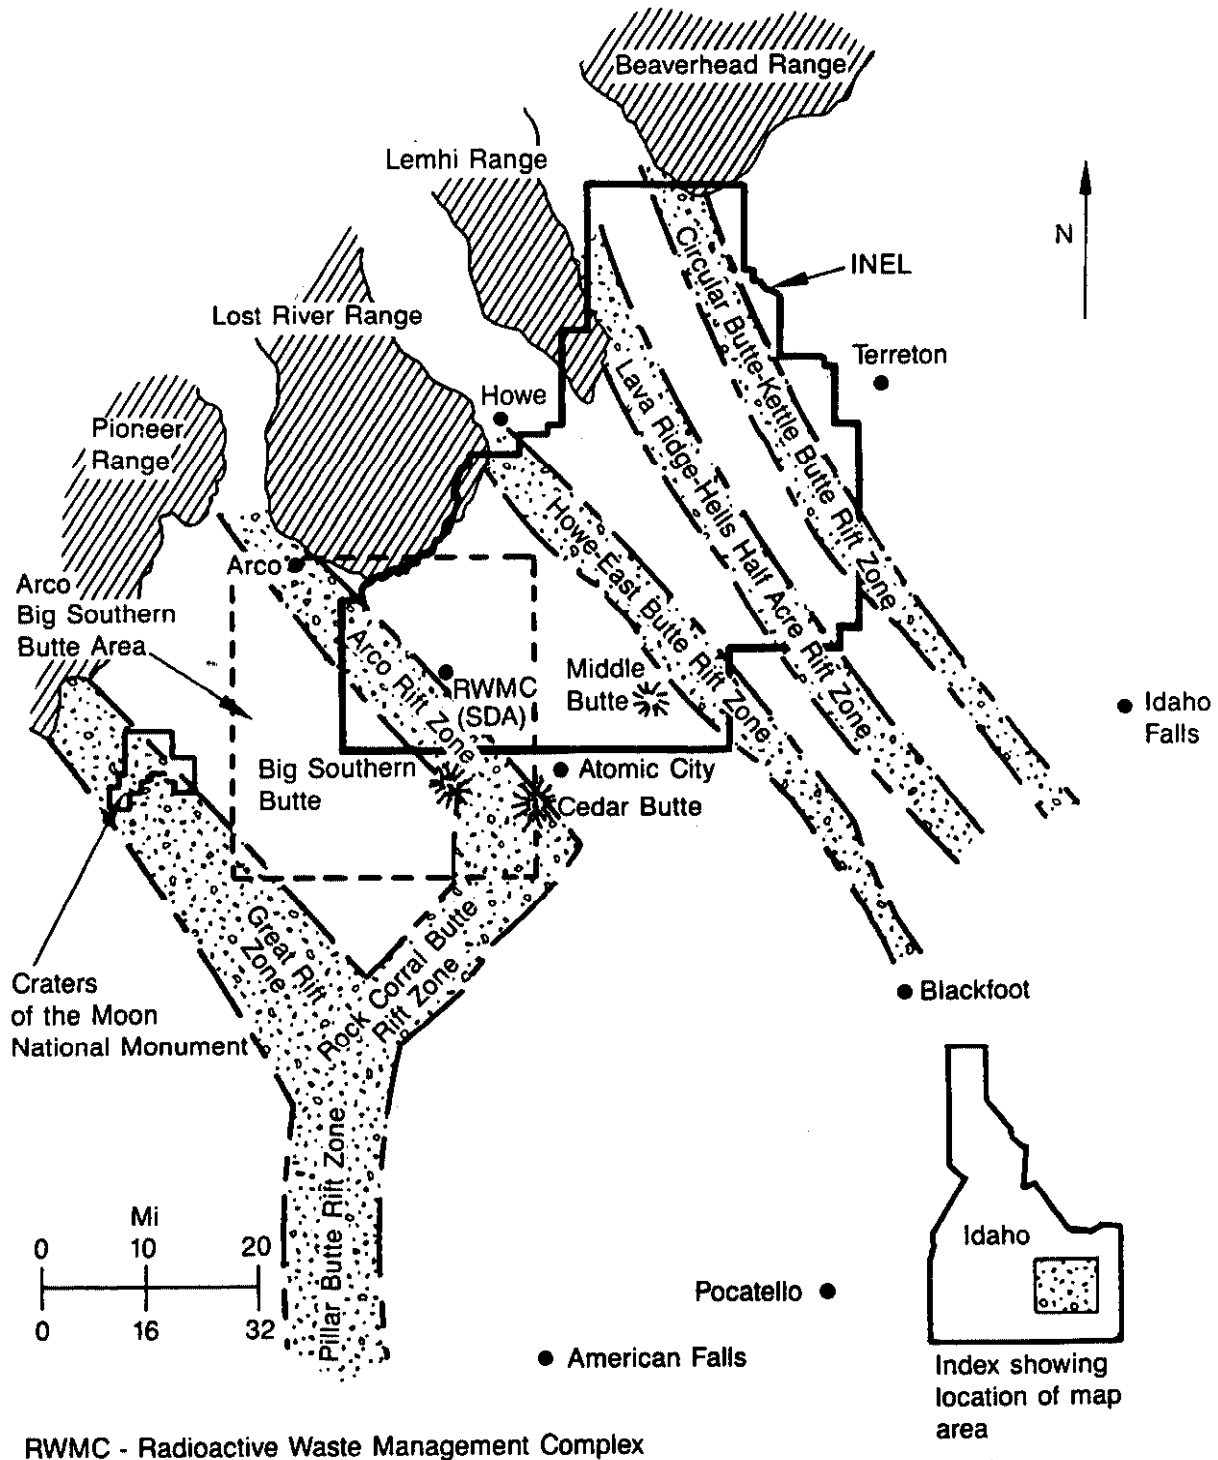 Beaverhead Range
Lemhi Range
N
INEL
Lost River Range
Terreton
Howe
Pioneer
Range
Circular Butte-Kettle Butte Rift Zone
Lava Ridge-Hells Half Acre Rift Zone
Howe-East Butte Rift Zone
Arco
Arco
Big Southern
Butte Area
Arco Rift Zone
RWMC
(SDA)
Middle
Butte
Idaho
Falls
Big Southern
Butte
Atomic City
Cedar Butte
Great Rift
Zone
Rock Corral Butte
Rift Zone
Craters
of the Moon
National Monument
Blackfoot
Pillar Butte Rift Zone
Mi
0 10 20
0 16 32
Idaho
Pocatello
American Falls
Index showing
location of map
area
RWMC - Radioactive Waste Management Complex